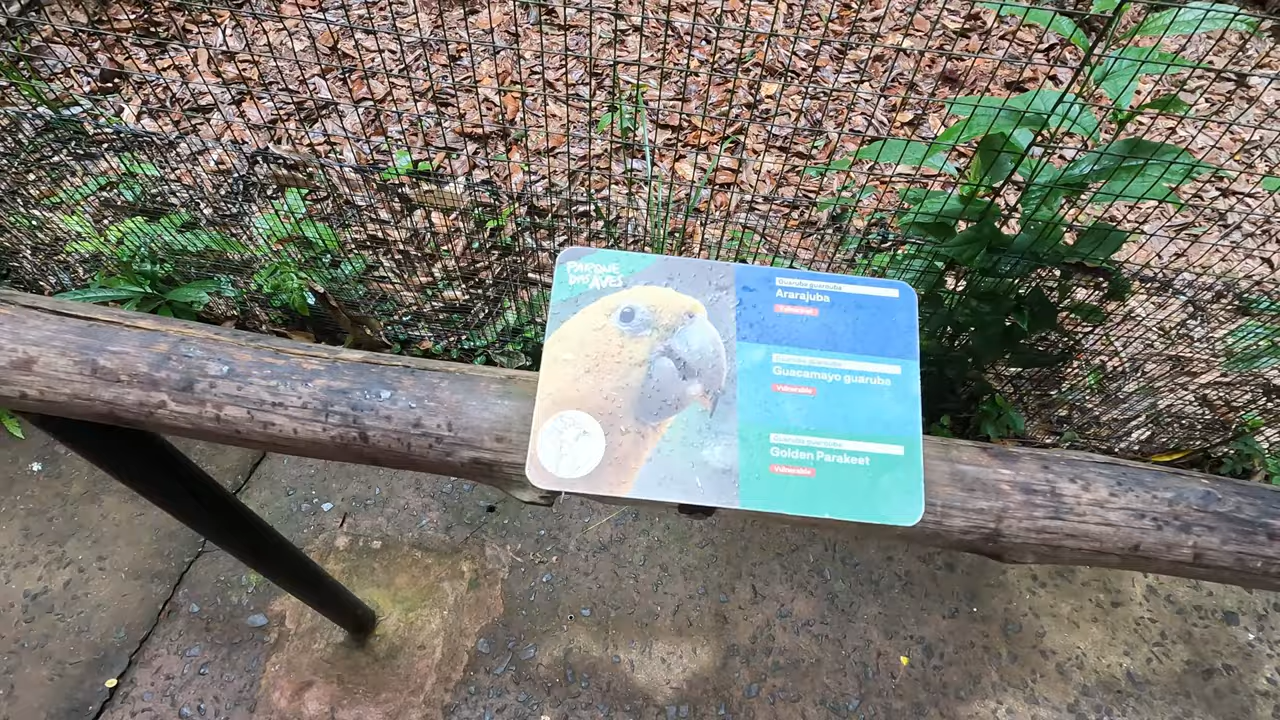 PARQUE
DAS AVES
Guaruba guarouba
Ararajuba
Vulnerável
Guaruba guarouba
Guacamayo guaruba
Vulnerable
Guaruba guarouba
Golden Parakeet
Vulnerable